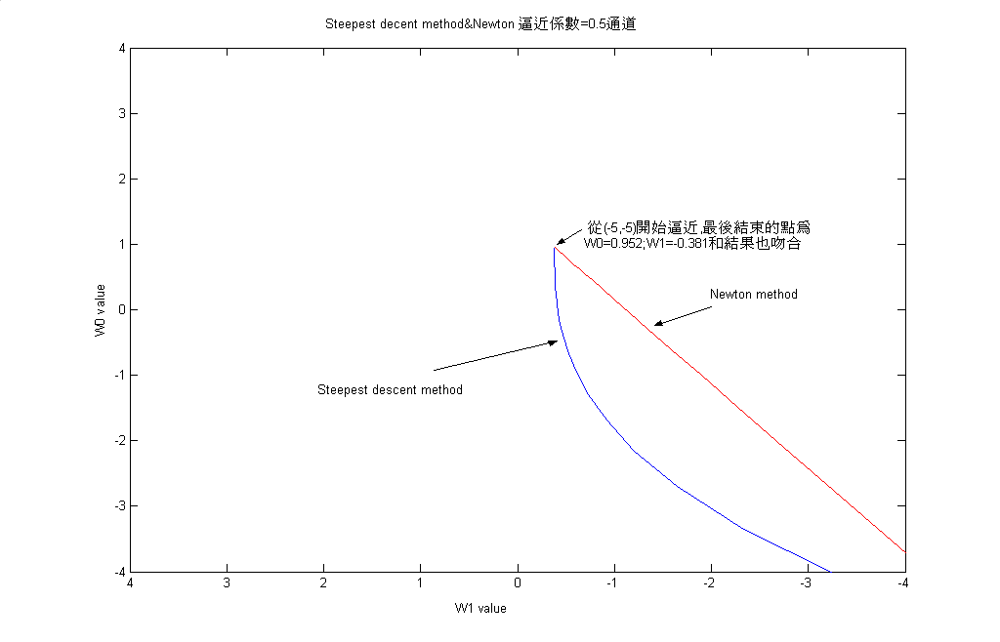 Steepest decent method&Newton 逼近係數=0.5通道
4
3
2
1
0
-1
-2
-3
-4
W0 value
從(-5,-5)開始逼近,最後結束的點為
W0=0.952;W1=-0.381和結果也吻合
Newton method
Steepest descent method
4
3
2
1
0
-1
-2
-3
-4
W1 value